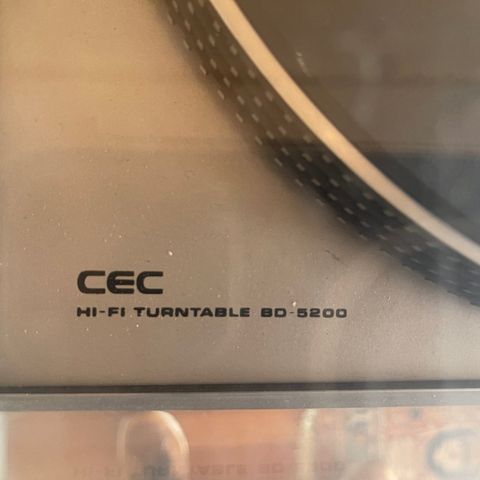 CEC
HI-FI TURNTABLE BD-5200